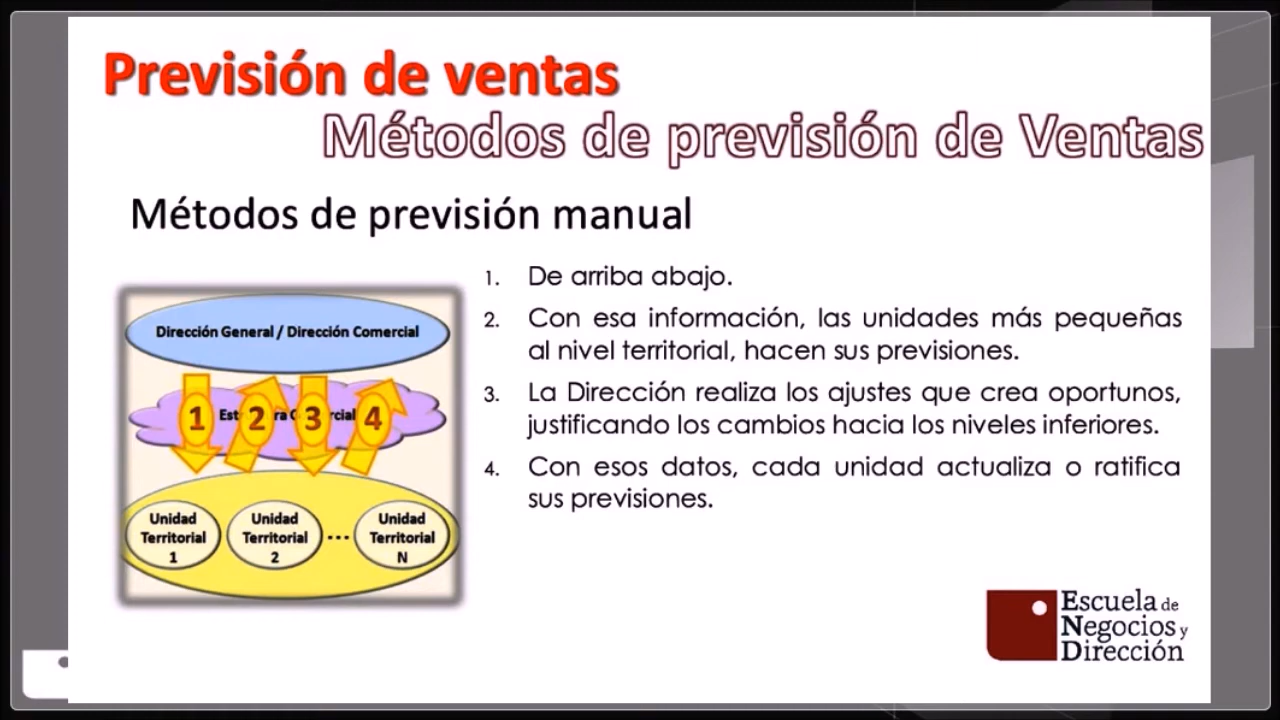 Previsión de ventas
Métodos de previsión de Ventas
Métodos de previsión manual
1. De arriba abajo.
2. Con esa información, las unidades más pequeñas
al nivel territorial, hacen sus previsiones.
3. La Dirección realiza los ajustes que crea oportunos,
justificando los cambios hacia los niveles inferiores.
4. Con esos datos, cada unidad actualiza o ratifica
sus previsiones.
Dirección General / Dirección Comercial
1 2 3 4
Unidad
Territorial
1
Unidad
Territorial
2
...
Unidad
Territorial
N
Escuela de
Negocios y
Dirección